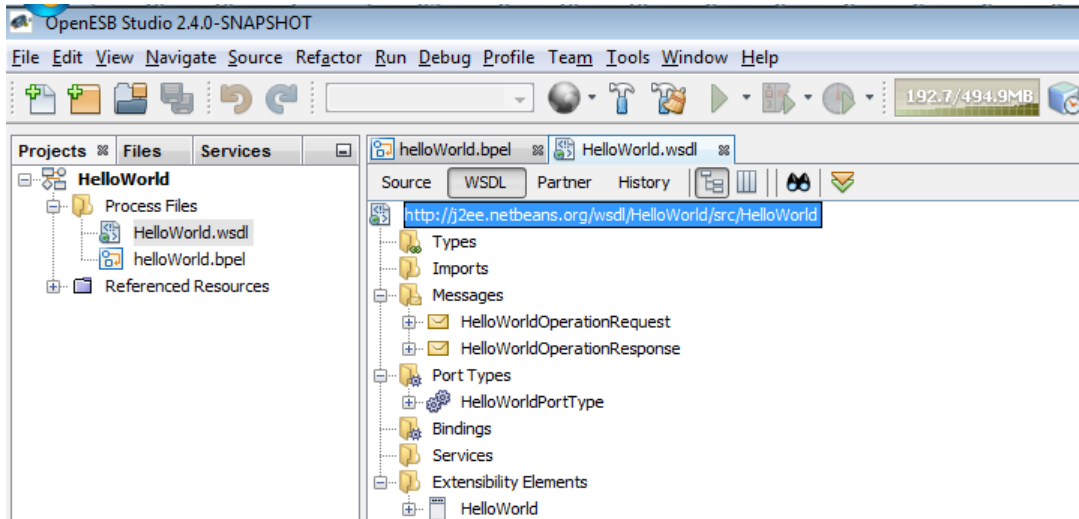 OpenESB Studio 2.4.0-SNAPSHOT
File Edit View Navigate Source Refactor Run Debug Profile Team Tools Window Help
192.7/494.9MB
Projects Files Services
helloWorld.bpel HelloWorld.wsdl
HelloWorld
Source WSDL Partner History
Process Files
http://j2ee.netbeans.org/wsdl/HelloWorld/src/HelloWorld
HelloWorld.wsdl
Types
helloWorld.bpel
Imports
Referenced Resources
Messages
HelloWorldOperationRequest
HelloWorldOperationResponse
Port Types
HelloWorldPortType
Bindings
Services
Extensibility Elements
HelloWorld